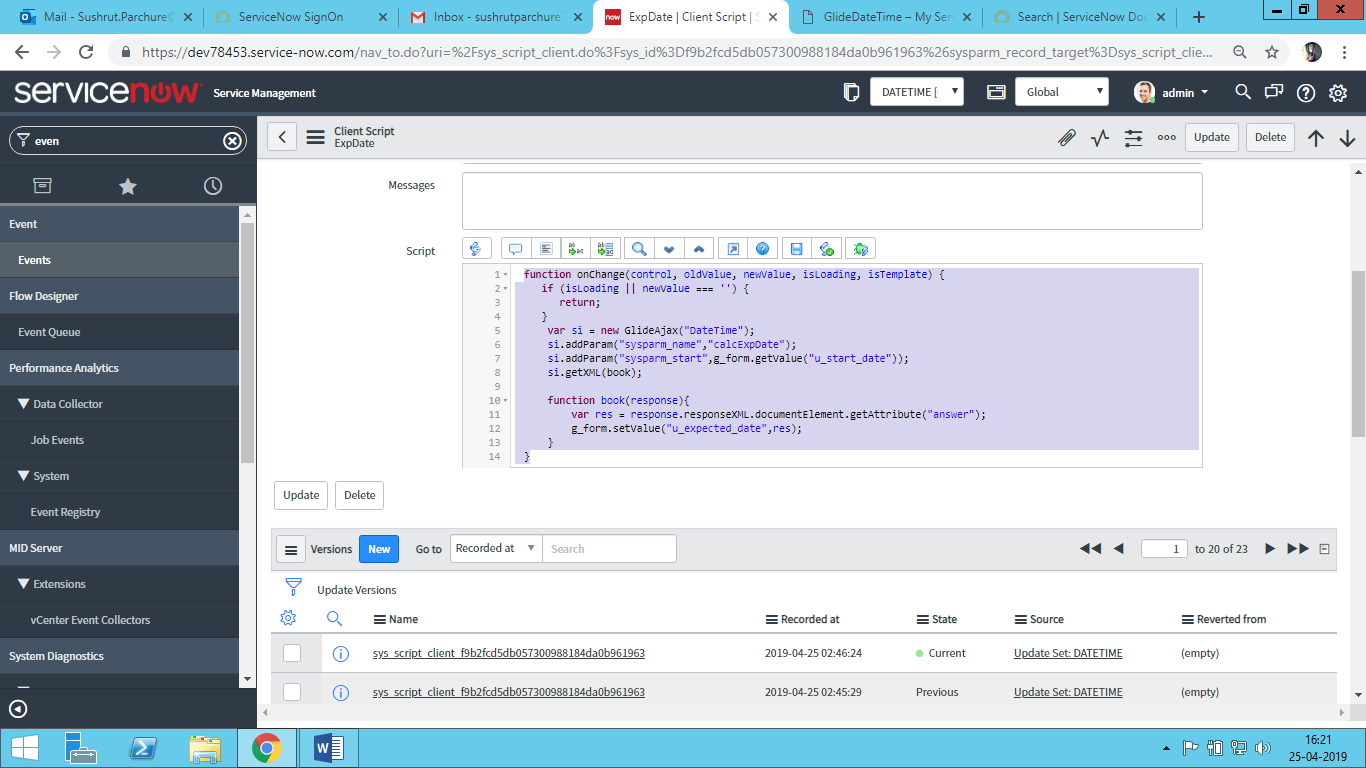 Mail - Sushrut.Parchure
ServiceNow SignOn
Inbox - sushrutparchure
ExpDate | Client Script |
GlideDateTime – My Ser
Search | ServiceNow Doc
https://dev78453.service-now.com/nav_to.do?uri=%2Fsys_script_client.do%3Fsys_id%3Df9b2fcd5db057300988184da0b961963%26sysparm_record_target%3Dsys_script_clie...
servicenow Service Management
DATETIME [
Global
admin
even
Client Script
ExpDate
Update
Delete
Event
Events
Flow Designer
Event Queue
Performance Analytics
Data Collector
Job Events
System
Event Registry
MID Server
Extensions
vCenter Event Collectors
System Diagnostics
Messages
Script
1 function onChange(control, oldValue, newValue, isLoading, isTemplate) {
2 if (isLoading || newValue === '') {
3 return;
4 }
5 var si = new GlideAjax("DateTime");
6 si.addParam("sysparm_name","calcExpDate");
7 si.addParam("sysparm_start",g_form.getValue("u_start_date"));
8 si.getXML(book);
9
10 function book(response){
11 var res = response.responseXML.documentElement.getAttribute("answer");
12 g_form.setValue("u_expected_date",res);
13 }
14 }
Update
Delete
Versions New Go to Recorded at Search 1 to 20 of 23
Update Versions
Name Recorded at State Source Reverted from
sys_script_client_f9b2fcd5db057300988184da0b961963 2019-04-25 02:46:24 Current Update Set: DATETIME (empty)
sys_script_client_f9b2fcd5db057300988184da0b961963 2019-04-25 02:45:29 Previous Update Set: DATETIME (empty)
16:21
25-04-2019